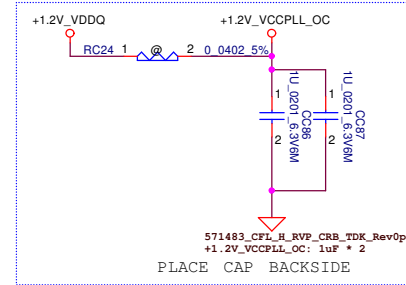 +1.2V_VDDQ
+1.2V_VCCPLL_OC
RC24 1 @ 2 0_0402_5%
1 1
CC86
1U_0201_6.3V6M
CC87
1U_0201_6.3V6M
2 2
571483_CFL_H_RVP_CRB_TDK_Rev0p
+1.2V_VCCPLL_OC: 1uF * 2
PLACE CAP BACKSIDE